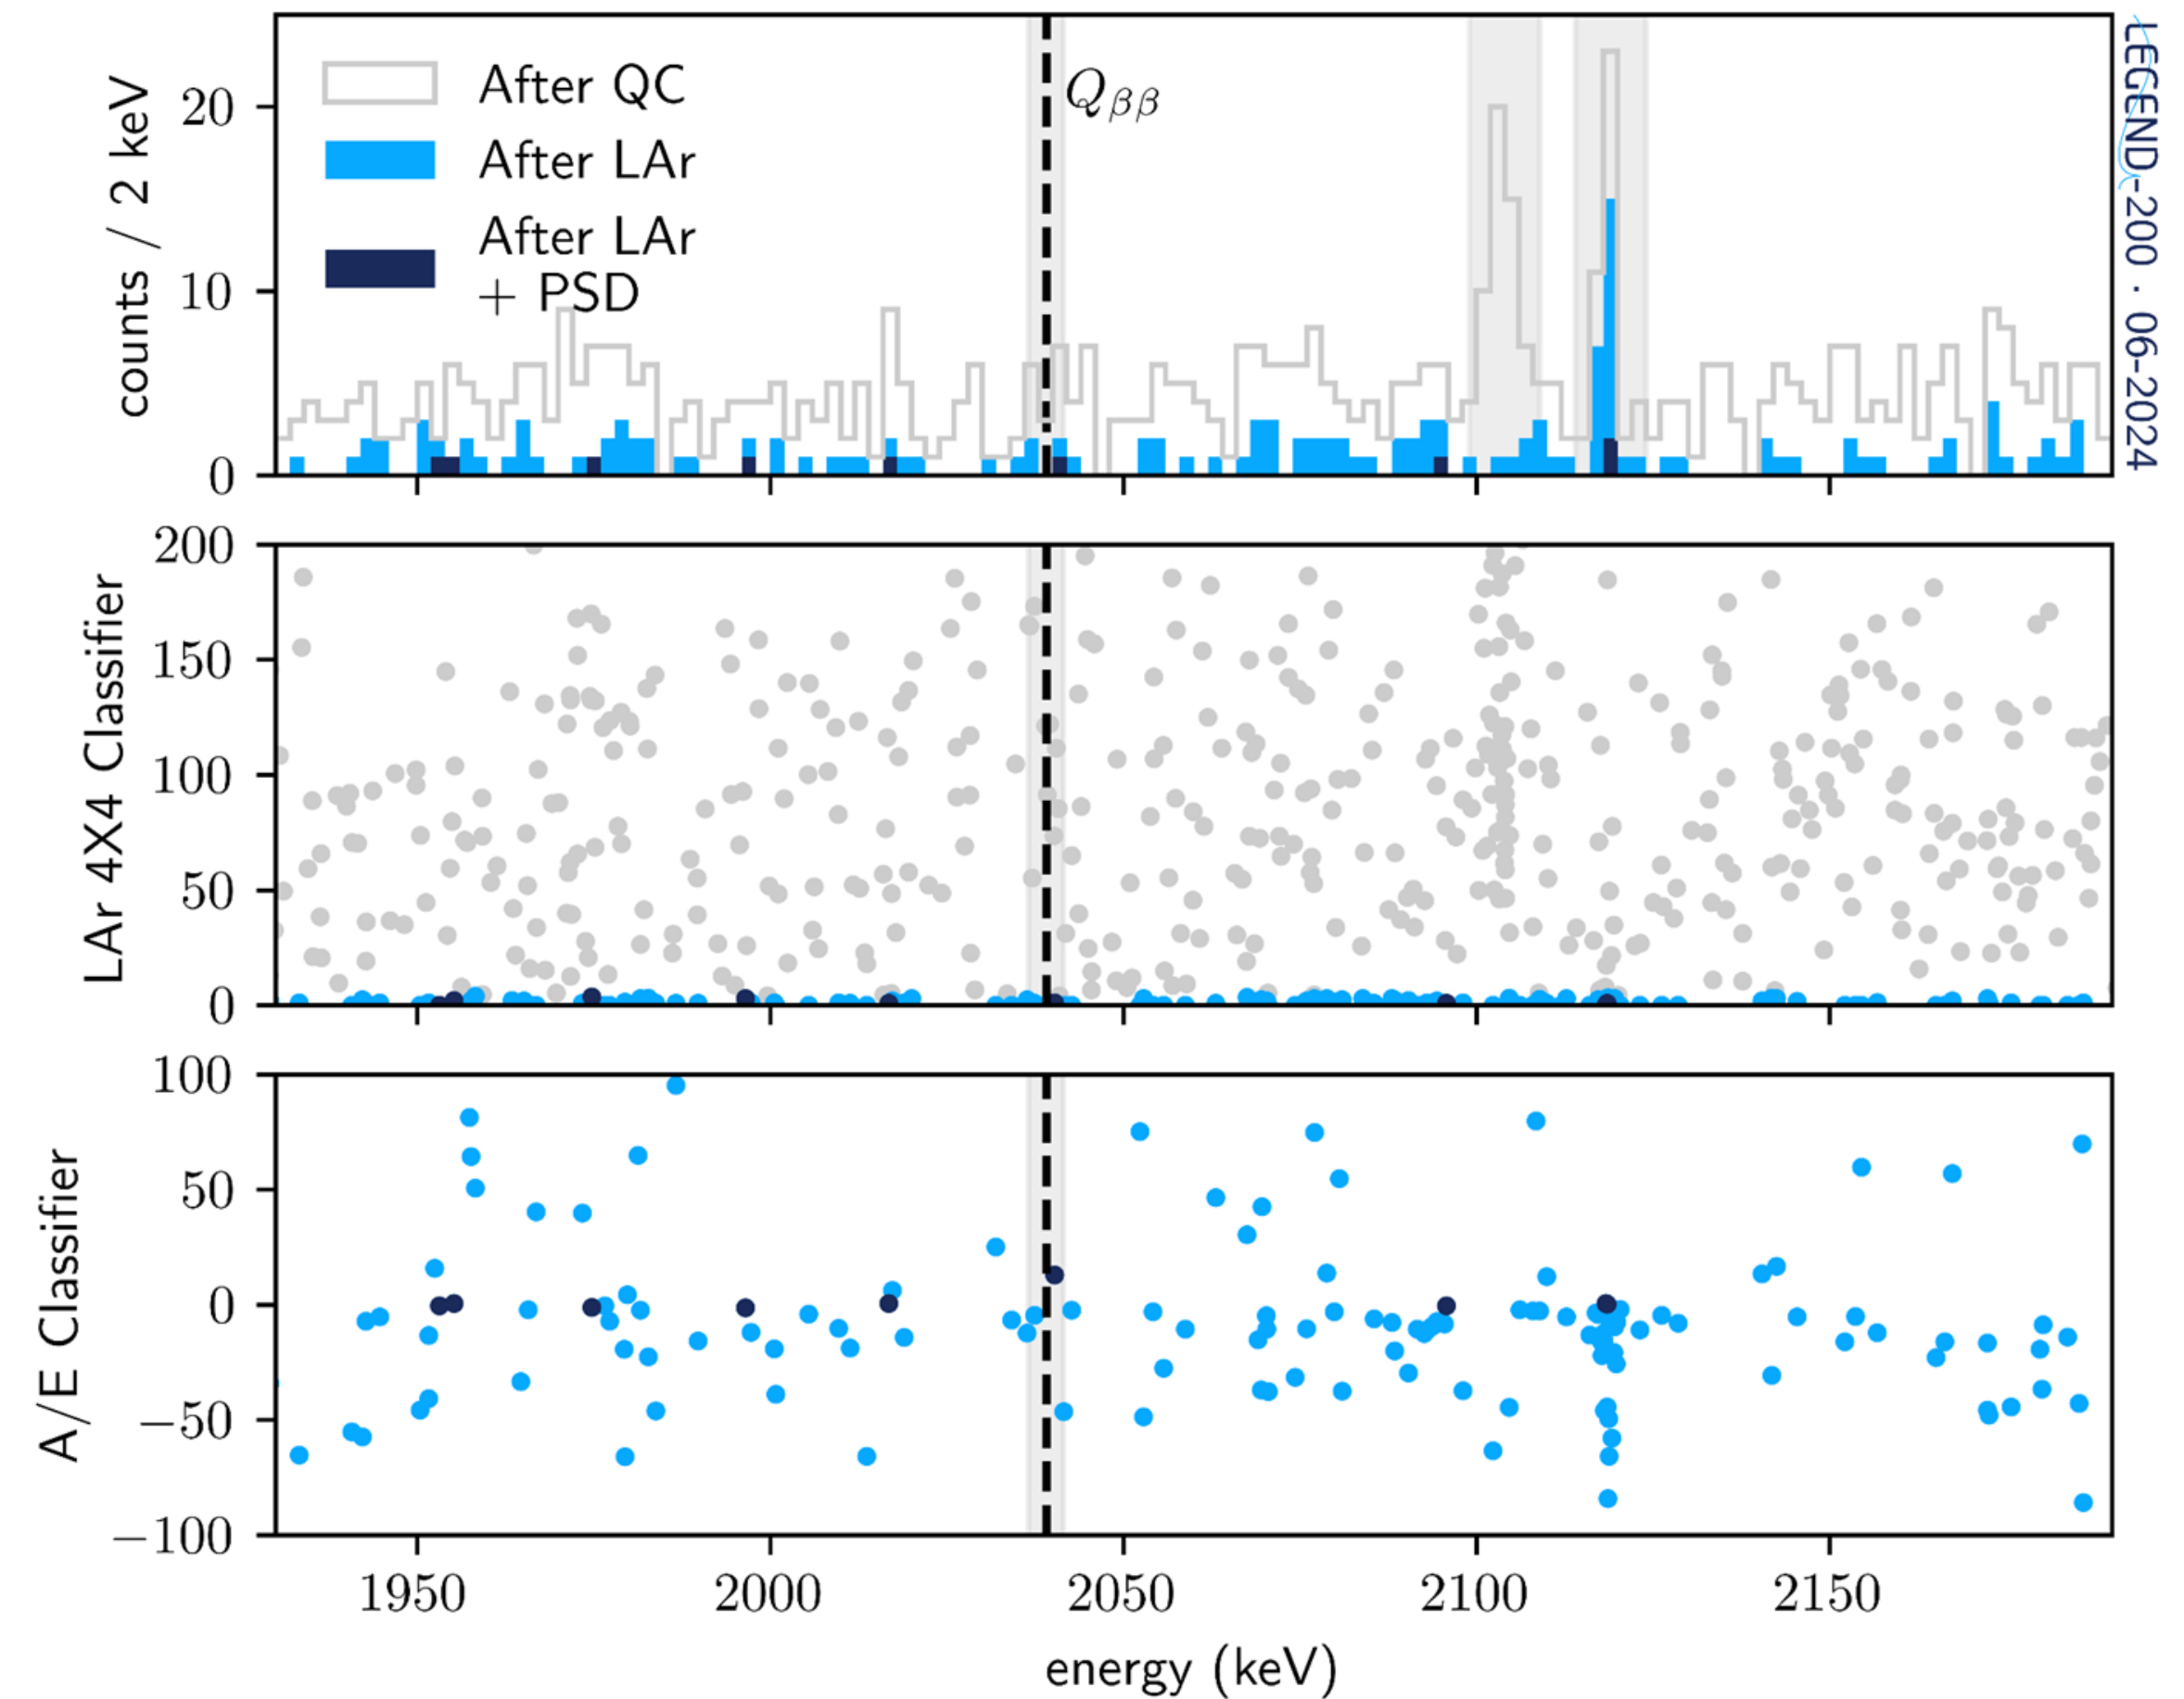 counts / 2 keV
20
10
0
After QC
After LAr
After LAr
+ PSD
Qββ
LEGEND-200 · 06-2024
LAr 4X4 Classifier
200
150
100
50
0
A/E Classifier
100
50
0
−50
−100
1950 2000 2050 2100 2150
energy (keV)